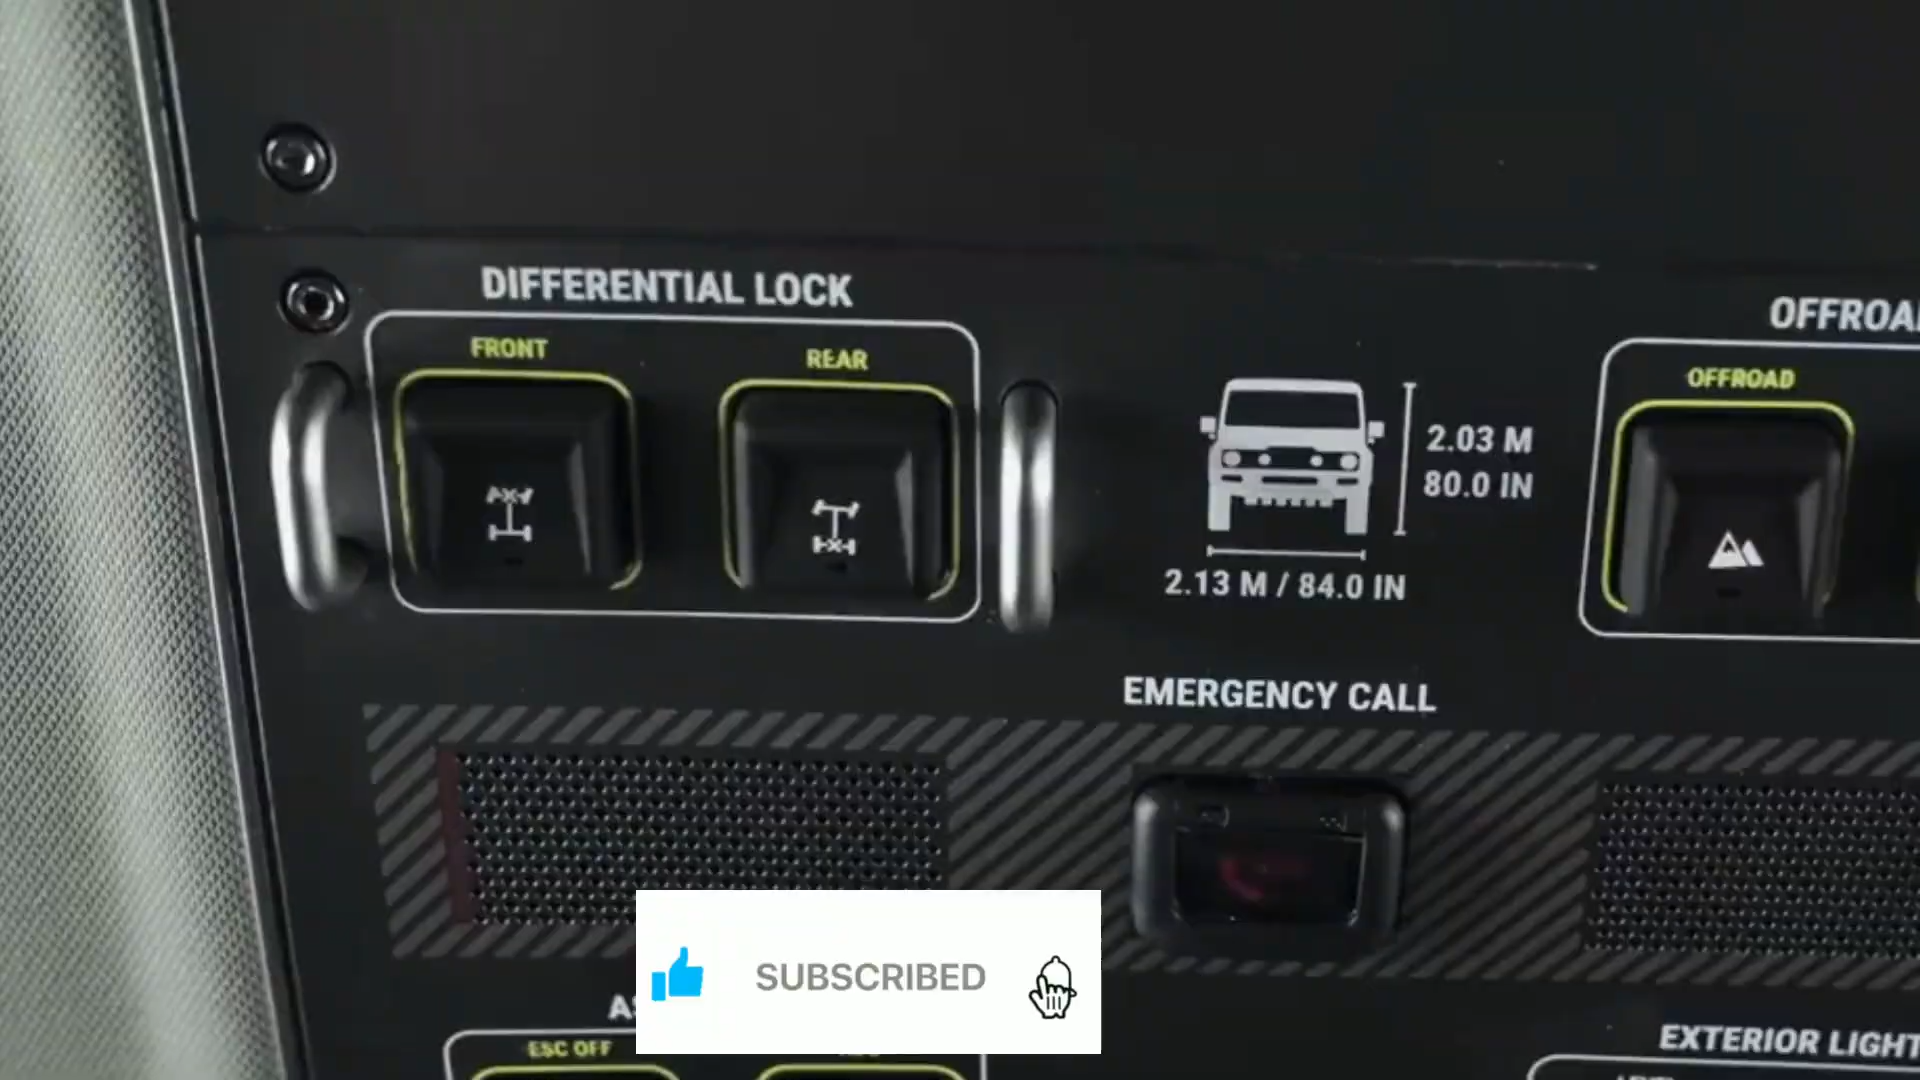 DIFFERENTIAL LOCK
FRONT
REAR
2.03 M
80.0 IN
2.13 M / 84.0 IN
OFFROA
OFFROAD
EMERGENCY CALL
SUBSCRIBED
AS
ESC OFF
EXTERIOR LIGHT